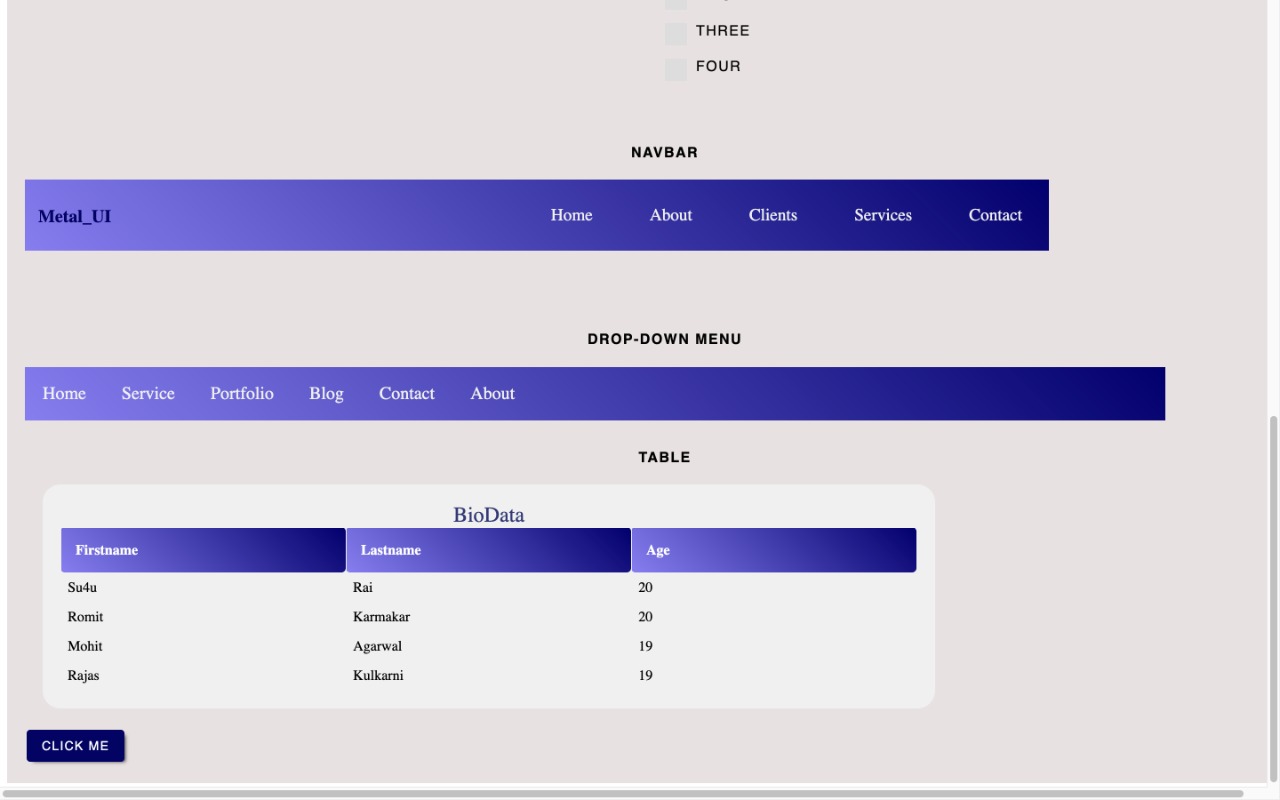 THREE
FOUR
NAVBAR
Metal_UI Home About Clients Services Contact
DROP-DOWN MENU
Home Service Portfolio Blog Contact About
TABLE
BioData
Firstname Lastname Age
Su4u Rai 20
Romit Karmakar 20
Mohit Agarwal 19
Rajas Kulkarni 19
CLICK ME